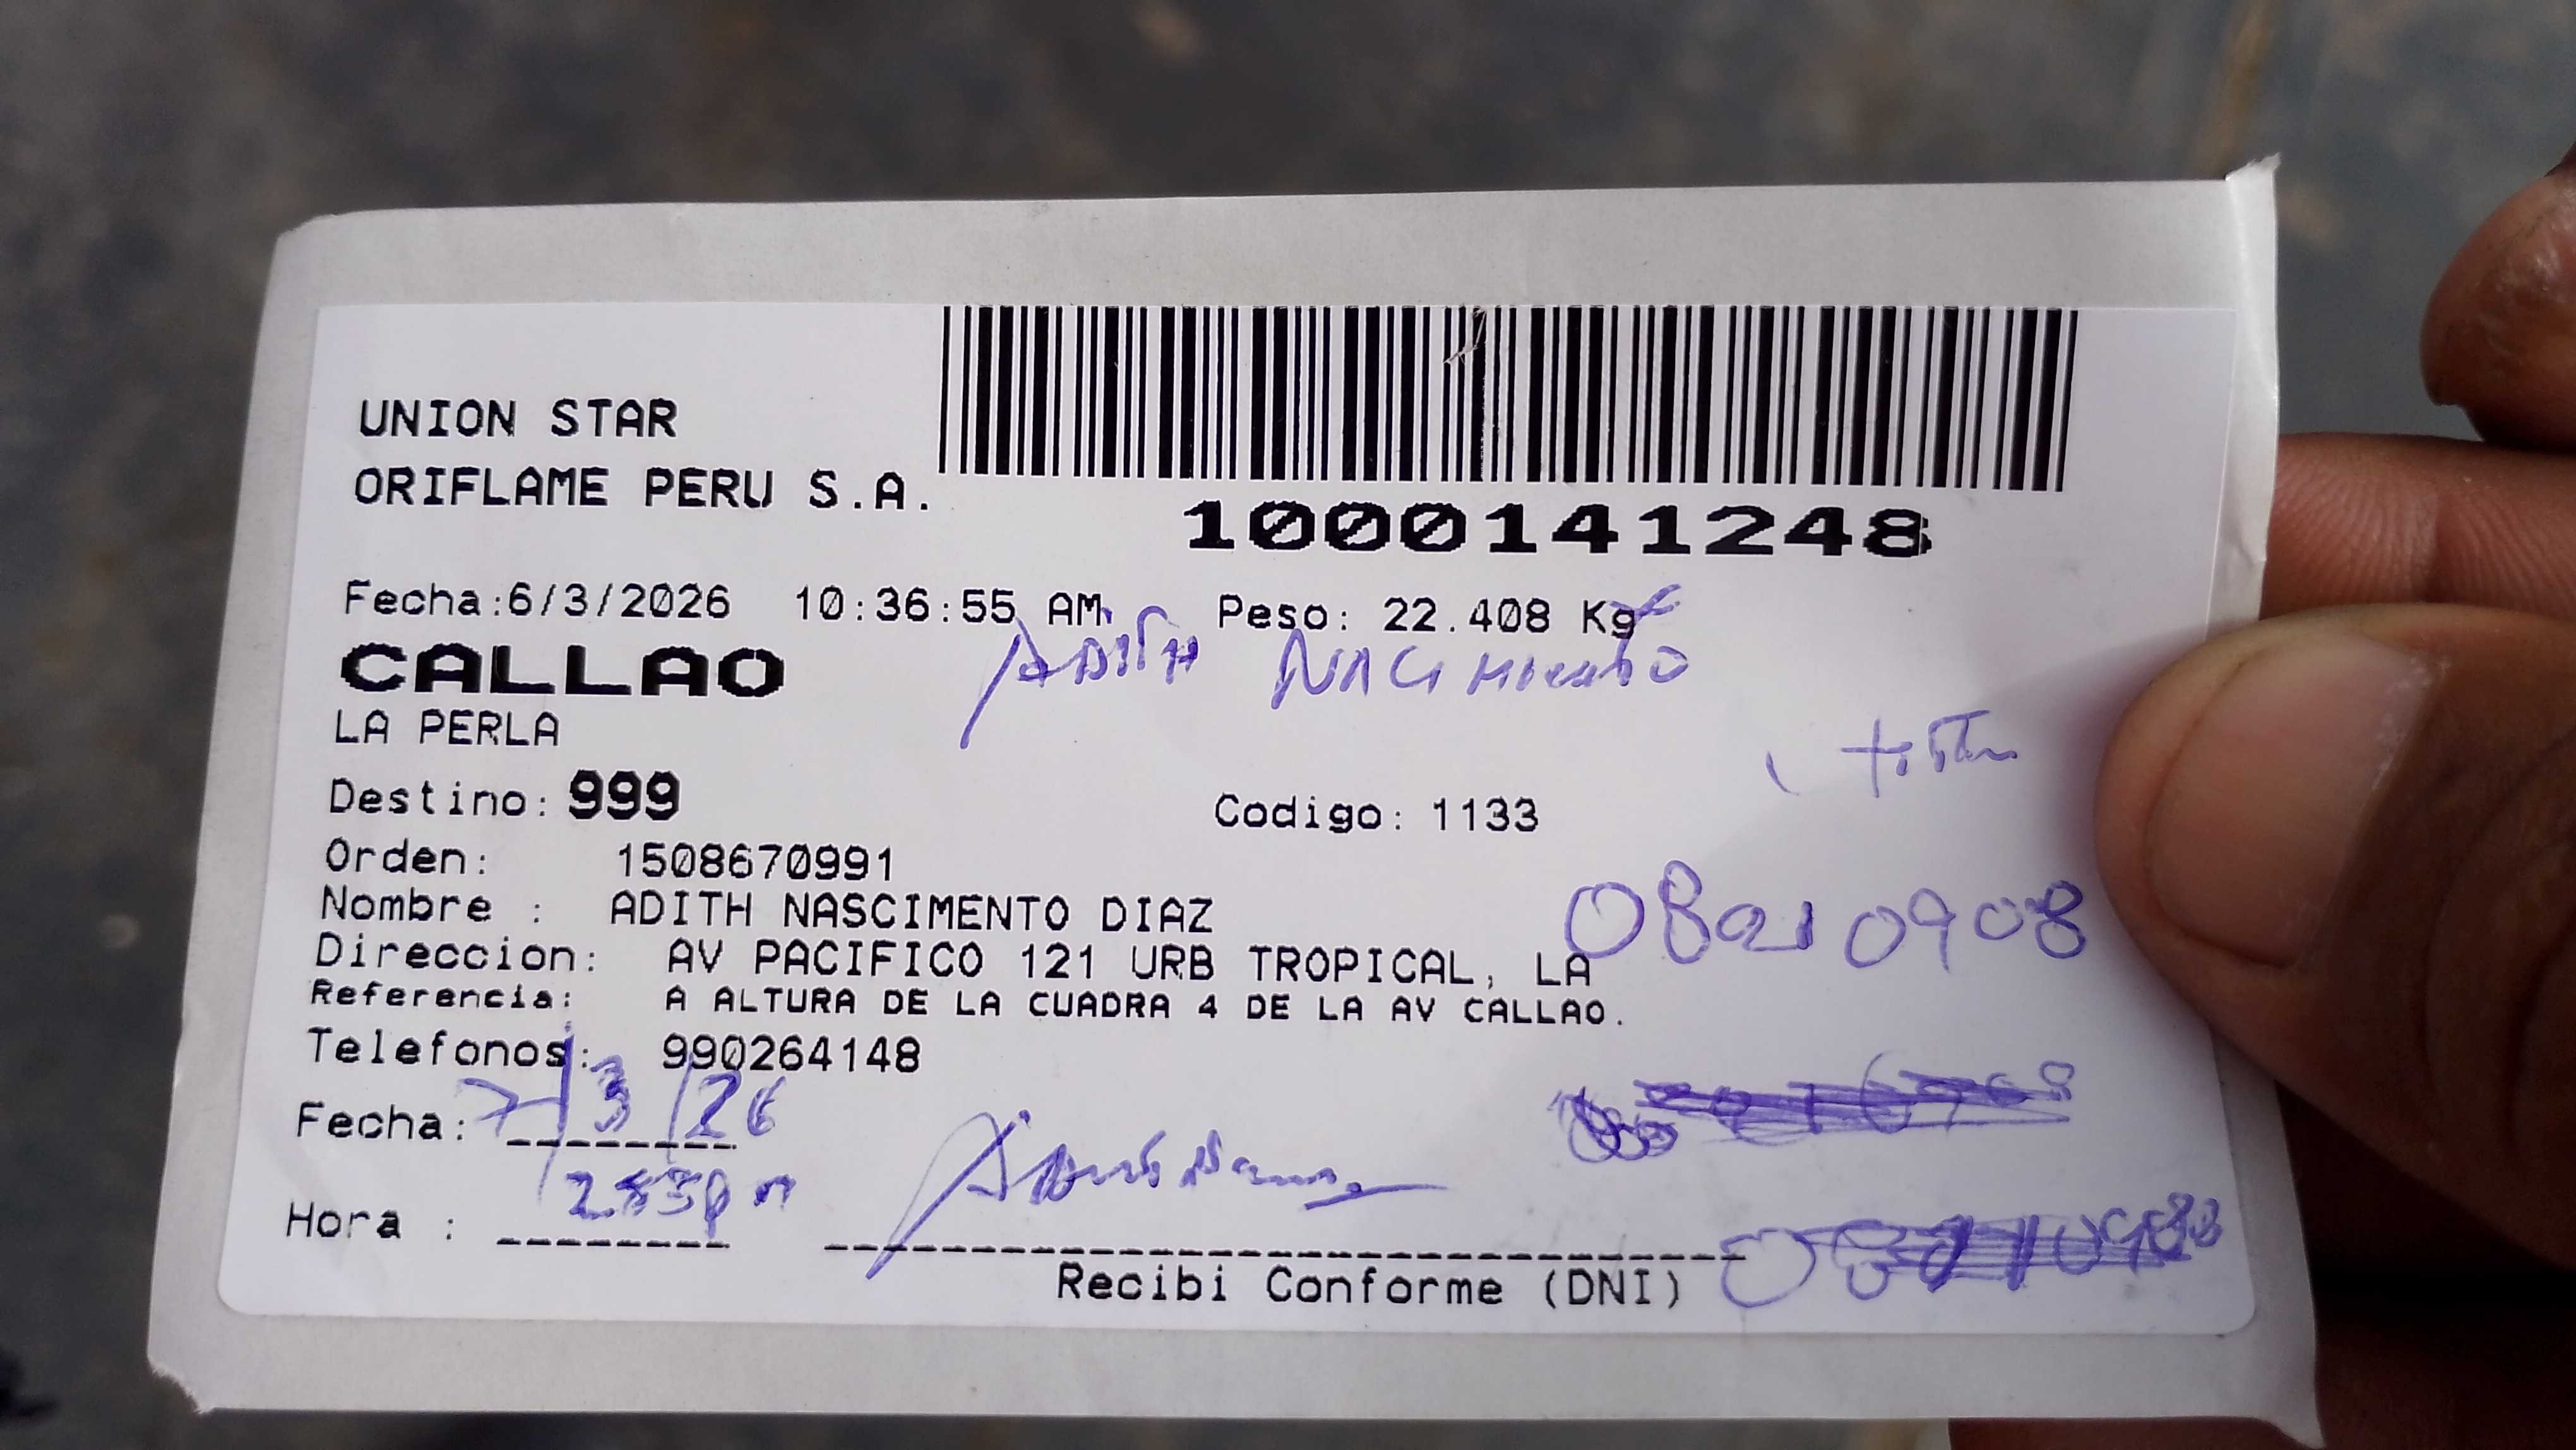 UNION STAR
ORIFLAME PERU S.A.
1000141248
Fecha:6/3/2026 10:36:55 AM Peso: 22.408 Kg
CALLAO
ADITH NACIMIENTO
LA PERLA
Destino: 999 Codigo: 1133
Orden: 1508670991
Nombre : ADITH NASCIMENTO DIAZ
08210908
Direccion: AV PACIFICO 121 URB TROPICAL, LA
Referencia: A ALTURA DE LA CUADRA 4 DE LA AV CALLAO.
Telefonos: 990264148
Fecha: 7/3/26
Hora :
Recibi Conforme (DNI)